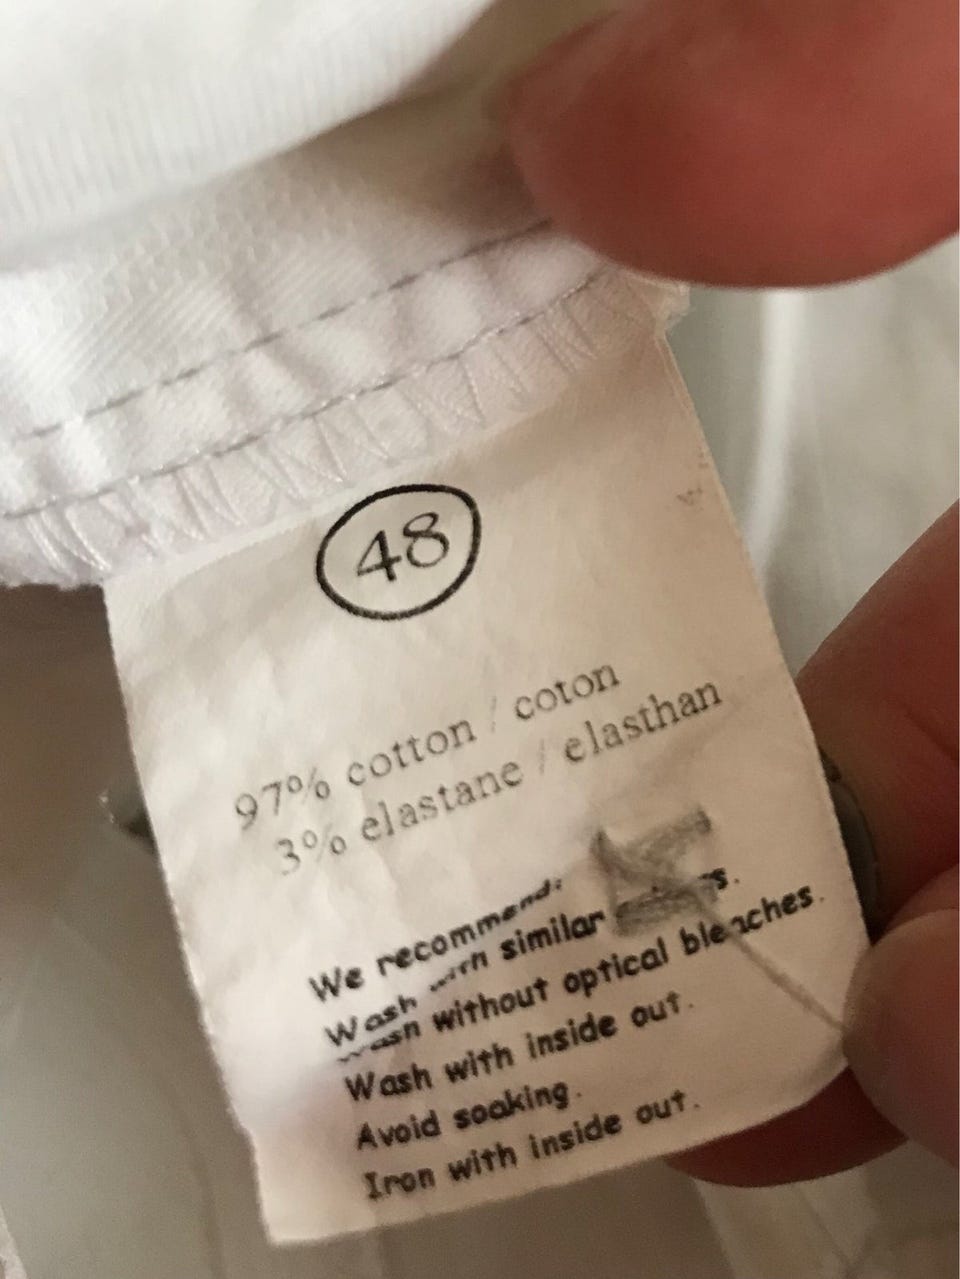 48
97% cotton / coton
3% elastane / elasthan
We recommend:
Wash with similar
Wash without optical bleaches.
Wash with inside out.
Avoid soaking.
Iron with inside out.